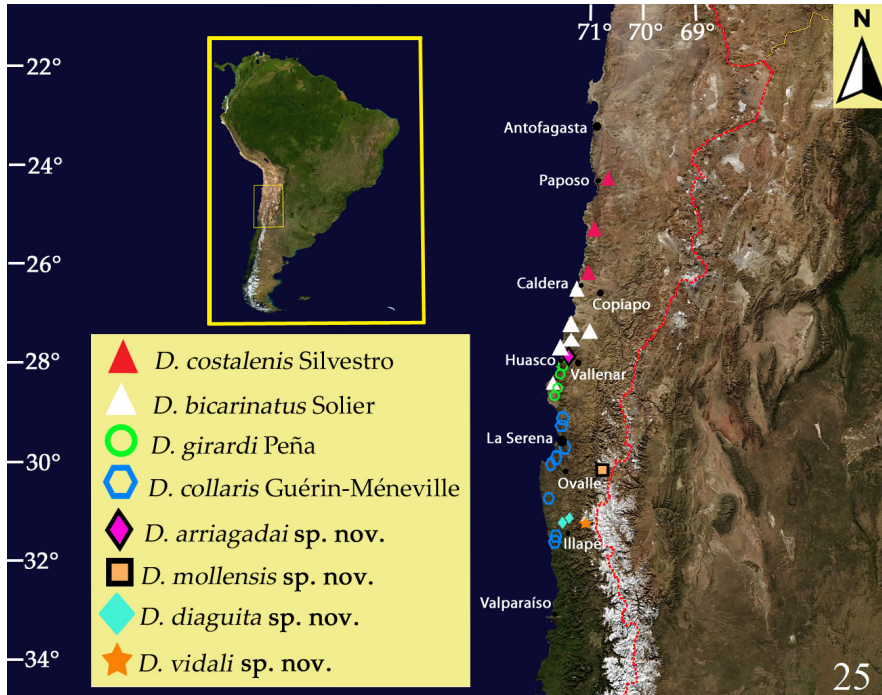 71° 70° 69°
N
22°
Antofagasta
24°
Paposo
26°
Caldera
Copiapo
28°
Huasco
Vallenar
La Serena
30°
Ovalle
Illapel
32°
Valparaíso
34°
D. costalenis Silvestro
D. bicarinatus Solier
D. girardi Peña
D. collaris Guérin-Méneville
D. arriagadai sp. nov.
D. mollensis sp. nov.
D. diaguita sp. nov.
D. vidali sp. nov.
25